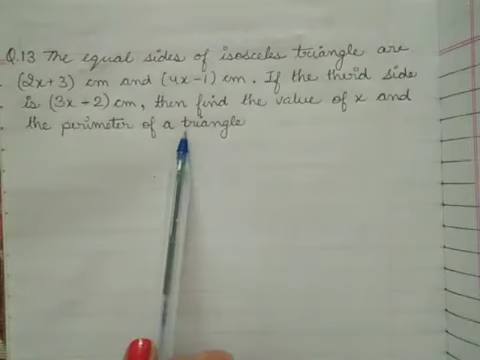 Q.13 The equal sides of isosceles triangle are
(2x+3) cm and (4x-1) cm. If the third side
is (3x+2) cm, then find the value of x and
the perimeter of a triangle